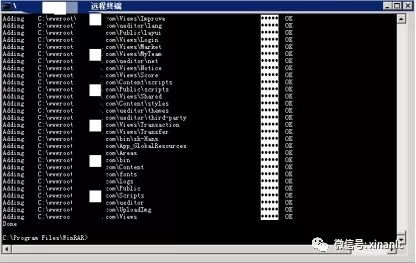 远程终端
Adding C:\wwwroot\ .com\Views\Improve OK
Adding C:\wwwroot .com\ueditor\lang OK
Adding C:\wwwroot com\Public\layui OK
Adding C:\wwwroot .com\Views\Login OK
Adding C:\wwwroot .com\Views\Market OK
Adding C:\wwwroot .com\Views\MyTeam OK
Adding C:\wwwroot .com\ueditor\net OK
Adding C:\wwwroot .com\Views\Notice OK
Adding C:\wwwroot .com\Views\Score OK
Adding C:\wwwroot .com\Content\scripts OK
Adding C:\wwwroot .com\Public\scripts OK
Adding C:\wwwroot .com\Views\Shared OK
Adding C:\wwwroot .com\Content\styles OK
Adding C:\wwwroot .com\ueditor\themes OK
Adding C:\wwwroot .com\ueditor\third-party OK
Adding C:\wwwroot .com\Views\Transaction OK
Adding C:\wwwroot .com\Views\Transfer OK
Adding C:\wwwroot .com\bin\zh-Hans OK
Adding C:\wwwroot .com\App_GlobalResources OK
Adding C:\wwwroot .com\Areas OK
Adding C:\wwwroot .com\bin OK
Adding C:\wwwroot .com\Content OK
Adding C:\wwwroot .com\fonts OK
Adding C:\wwwroot .com\logs OK
Adding C:\wwwroot .com\Public OK
Adding C:\wwwroot .com\Scripts OK
Adding C:\wwwroot .com\ueditor OK
Adding C:\wwwroot .com\UploadImg OK
Adding C:\wwwroot .com\Views OK
Done
C:\Program Files\WinRAR>
微信号: xinanic